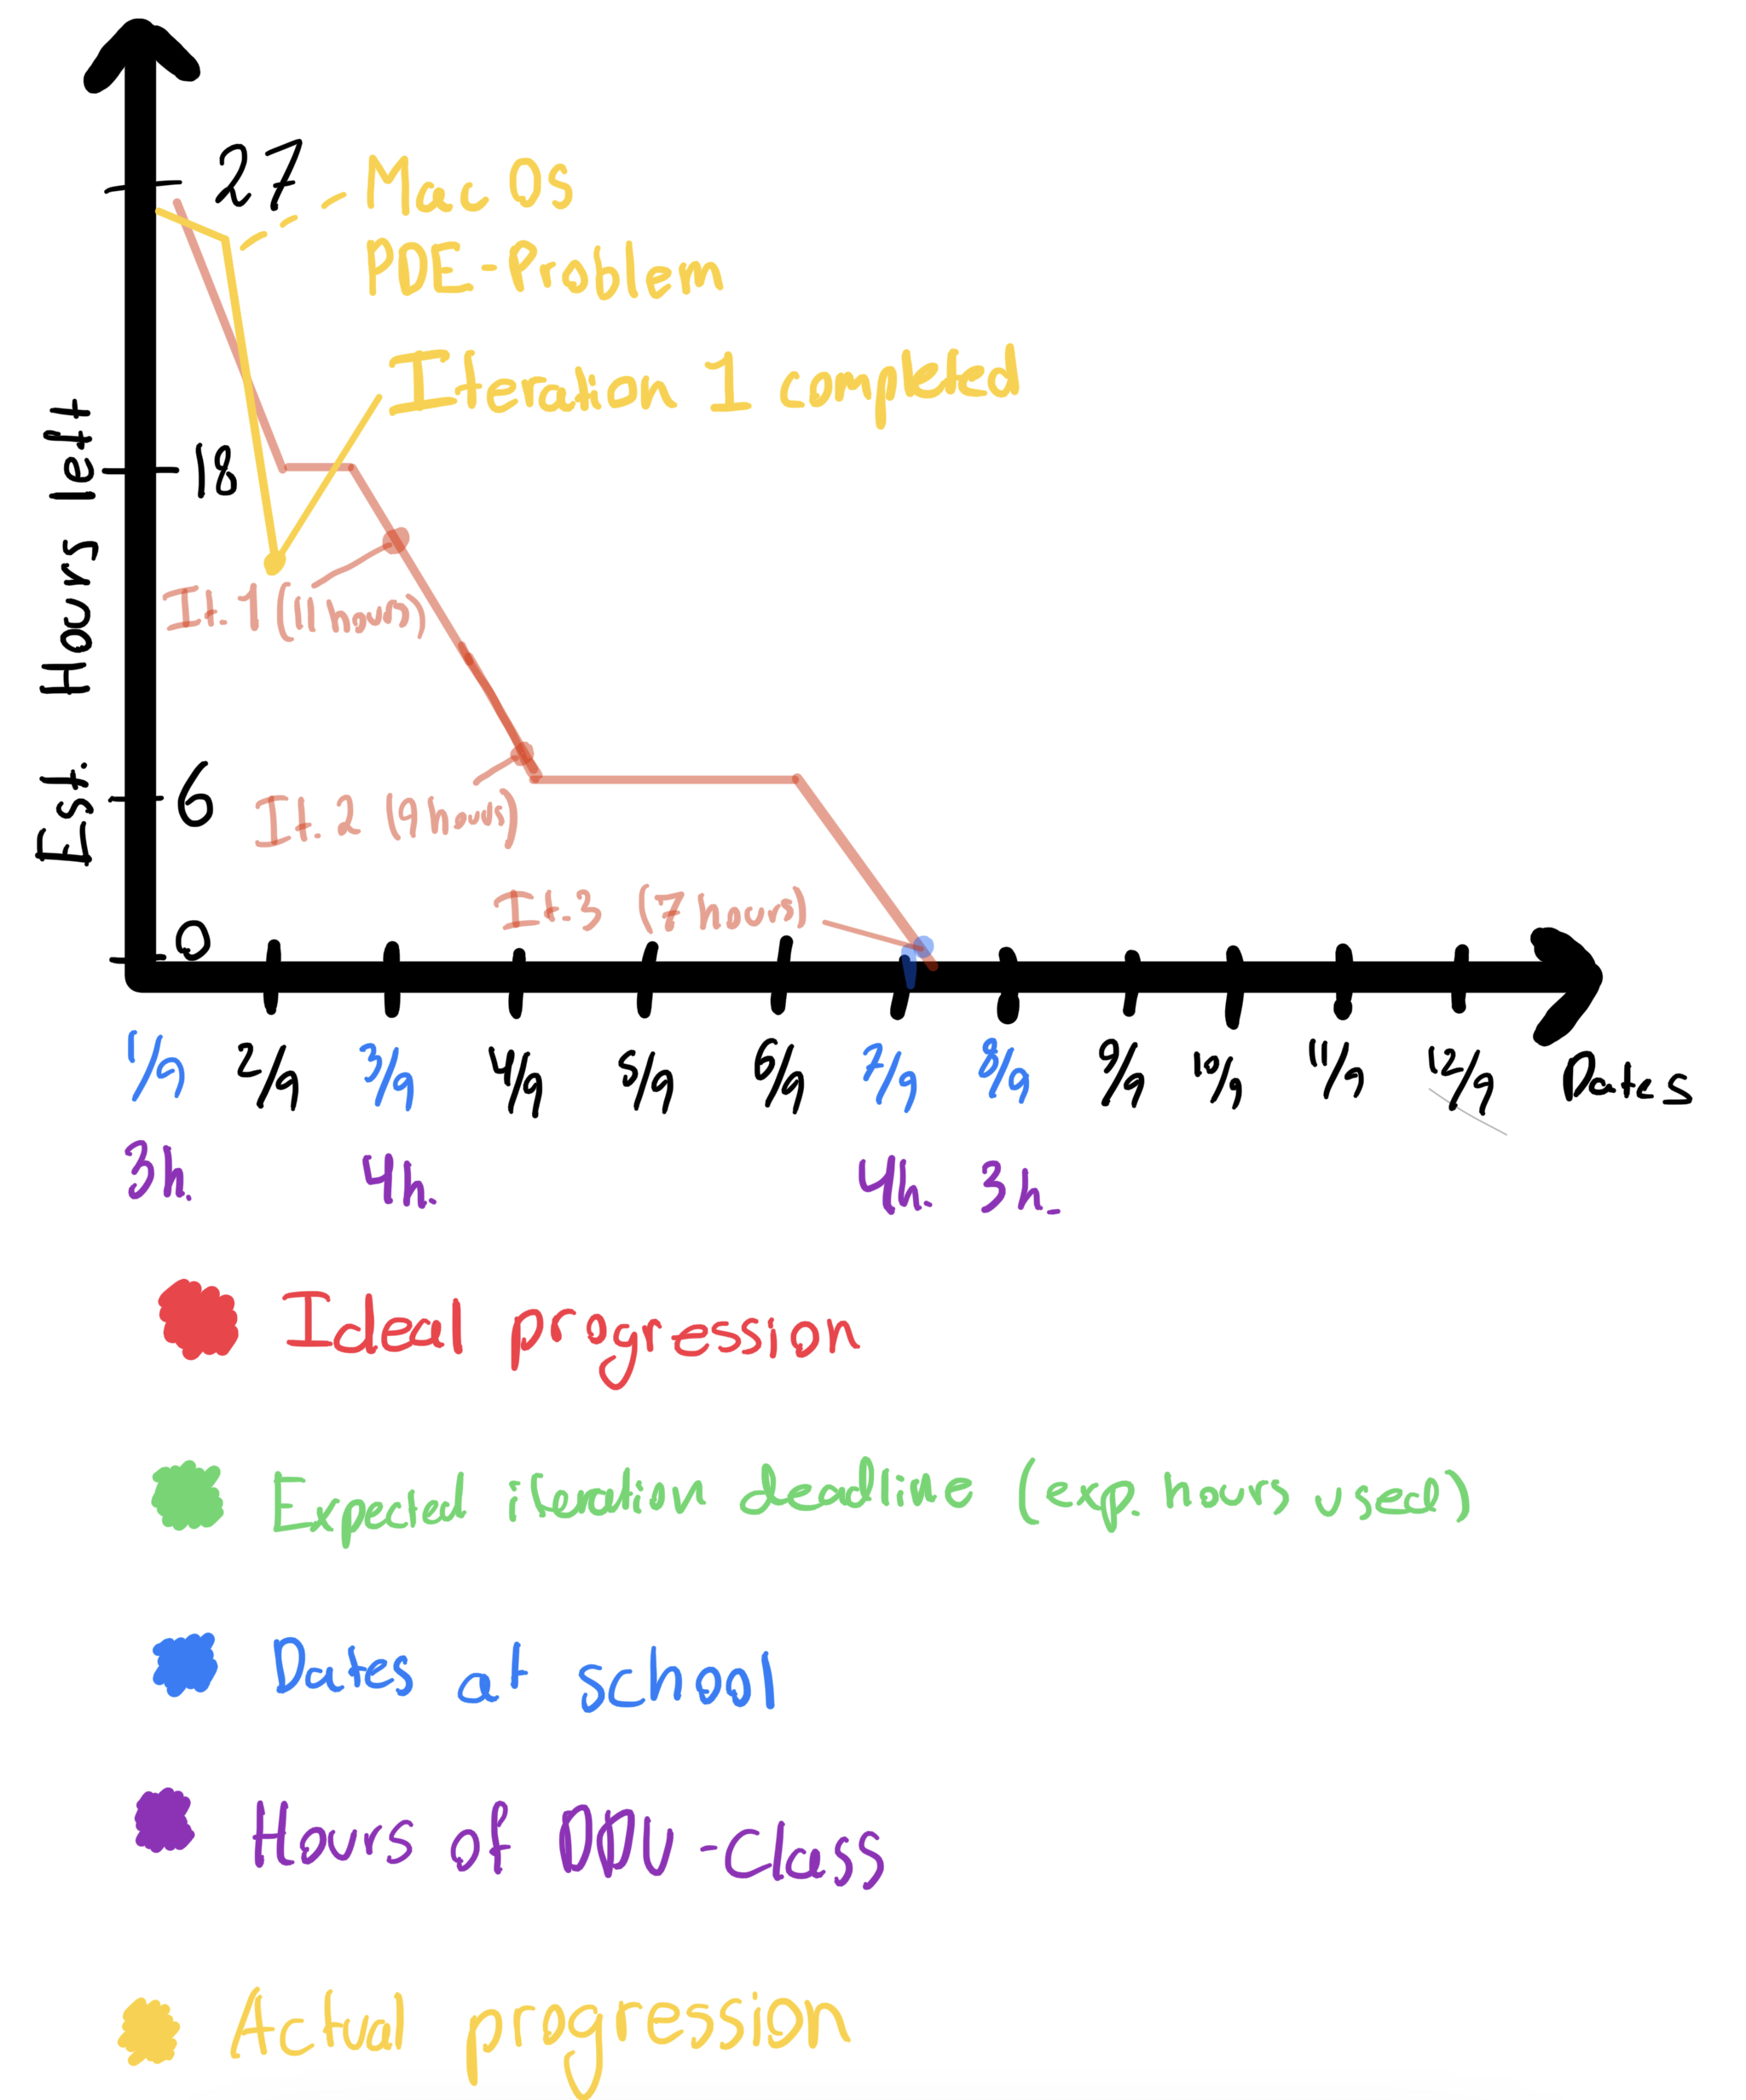 27
Mac Os
PDE-Problem
Iteration 1 completed
18
Est. Hours left
It. 1 (11 hours)
6
It. 2 (9 hours)
It.3 (7 hours)
0
1/9 2/9 3/9 4/9 5/9 6/9 7/9 8/9 9/9 10/9 11/9 12/9 Dates
3h. 4h. 4h. 3h.
Ideal progression
iteration deadline (exp. hours used)
Dates at school
Hours of DDU-Class
Actual progression